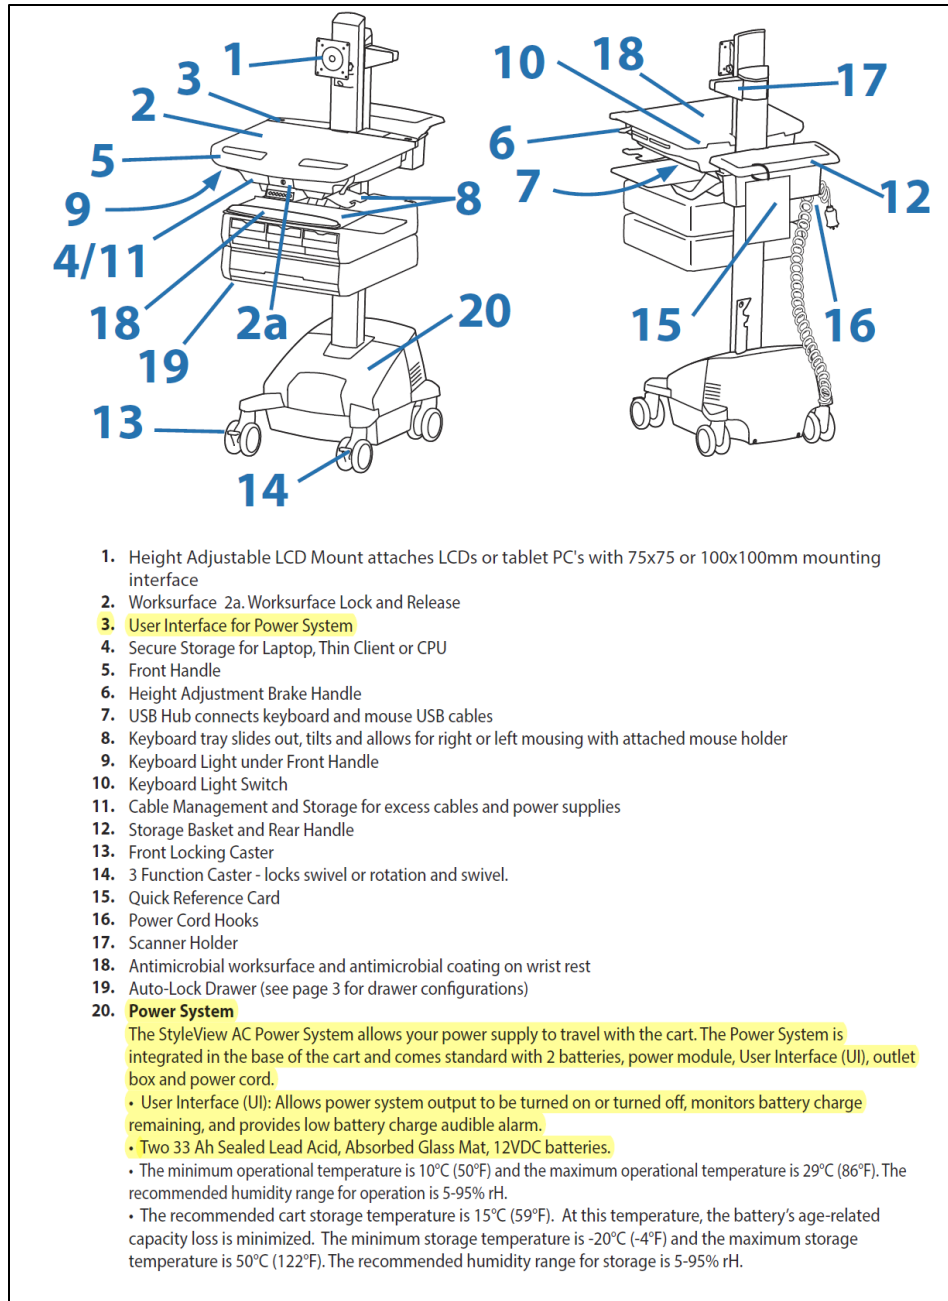 1
3
2
5
9
4/11
18
19
2a
8
20
13
14
10
18
17
6
7
12
15
16
1. Height Adjustable LCD Mount attaches LCDs or tablet PC's with 75x75 or 100x100mm mounting
interface
2. Worksurface 2a. Worksurface Lock and Release
3. User Interface for Power System
4. Secure Storage for Laptop, Thin Client or CPU
5. Front Handle
6. Height Adjustment Brake Handle
7. USB Hub connects keyboard and mouse USB cables
8. Keyboard tray slides out, tilts and allows for right or left mousing with attached mouse holder
9. Keyboard Light under Front Handle
10. Keyboard Light Switch
11. Cable Management and Storage for excess cables and power supplies
12. Storage Basket and Rear Handle
13. Front Locking Caster
14. 3 Function Caster - locks swivel or rotation and swivel.
15. Quick Reference Card
16. Power Cord Hooks
17. Scanner Holder
18. Antimicrobial worksurface and antimicrobial coating on wrist rest
19. Auto-Lock Drawer (see page 3 for drawer configurations)
20. Power System
The StyleView AC Power System allows your power supply to travel with the cart. The Power System is
integrated in the base of the cart and comes standard with 2 batteries, power module, User Interface (UI), outlet
box and power cord.
• User Interface (UI): Allows power system output to be turned on or turned off, monitors battery charge
remaining, and provides low battery charge audible alarm.
• Two 33 Ah Sealed Lead Acid, Absorbed Glass Mat, 12VDC batteries.
• The minimum operational temperature is 10°C (50°F) and the maximum operational temperature is 29°C (86°F). The
recommended humidity range for operation is 5-95% rH.
• The recommended cart storage temperature is 15°C (59°F). At this temperature, the battery's age-related
capacity loss is minimized. The minimum storage temperature is -20°C (-4°F) and the maximum storage
temperature is 50°C (122°F). The recommended humidity range for storage is 5-95% rH.